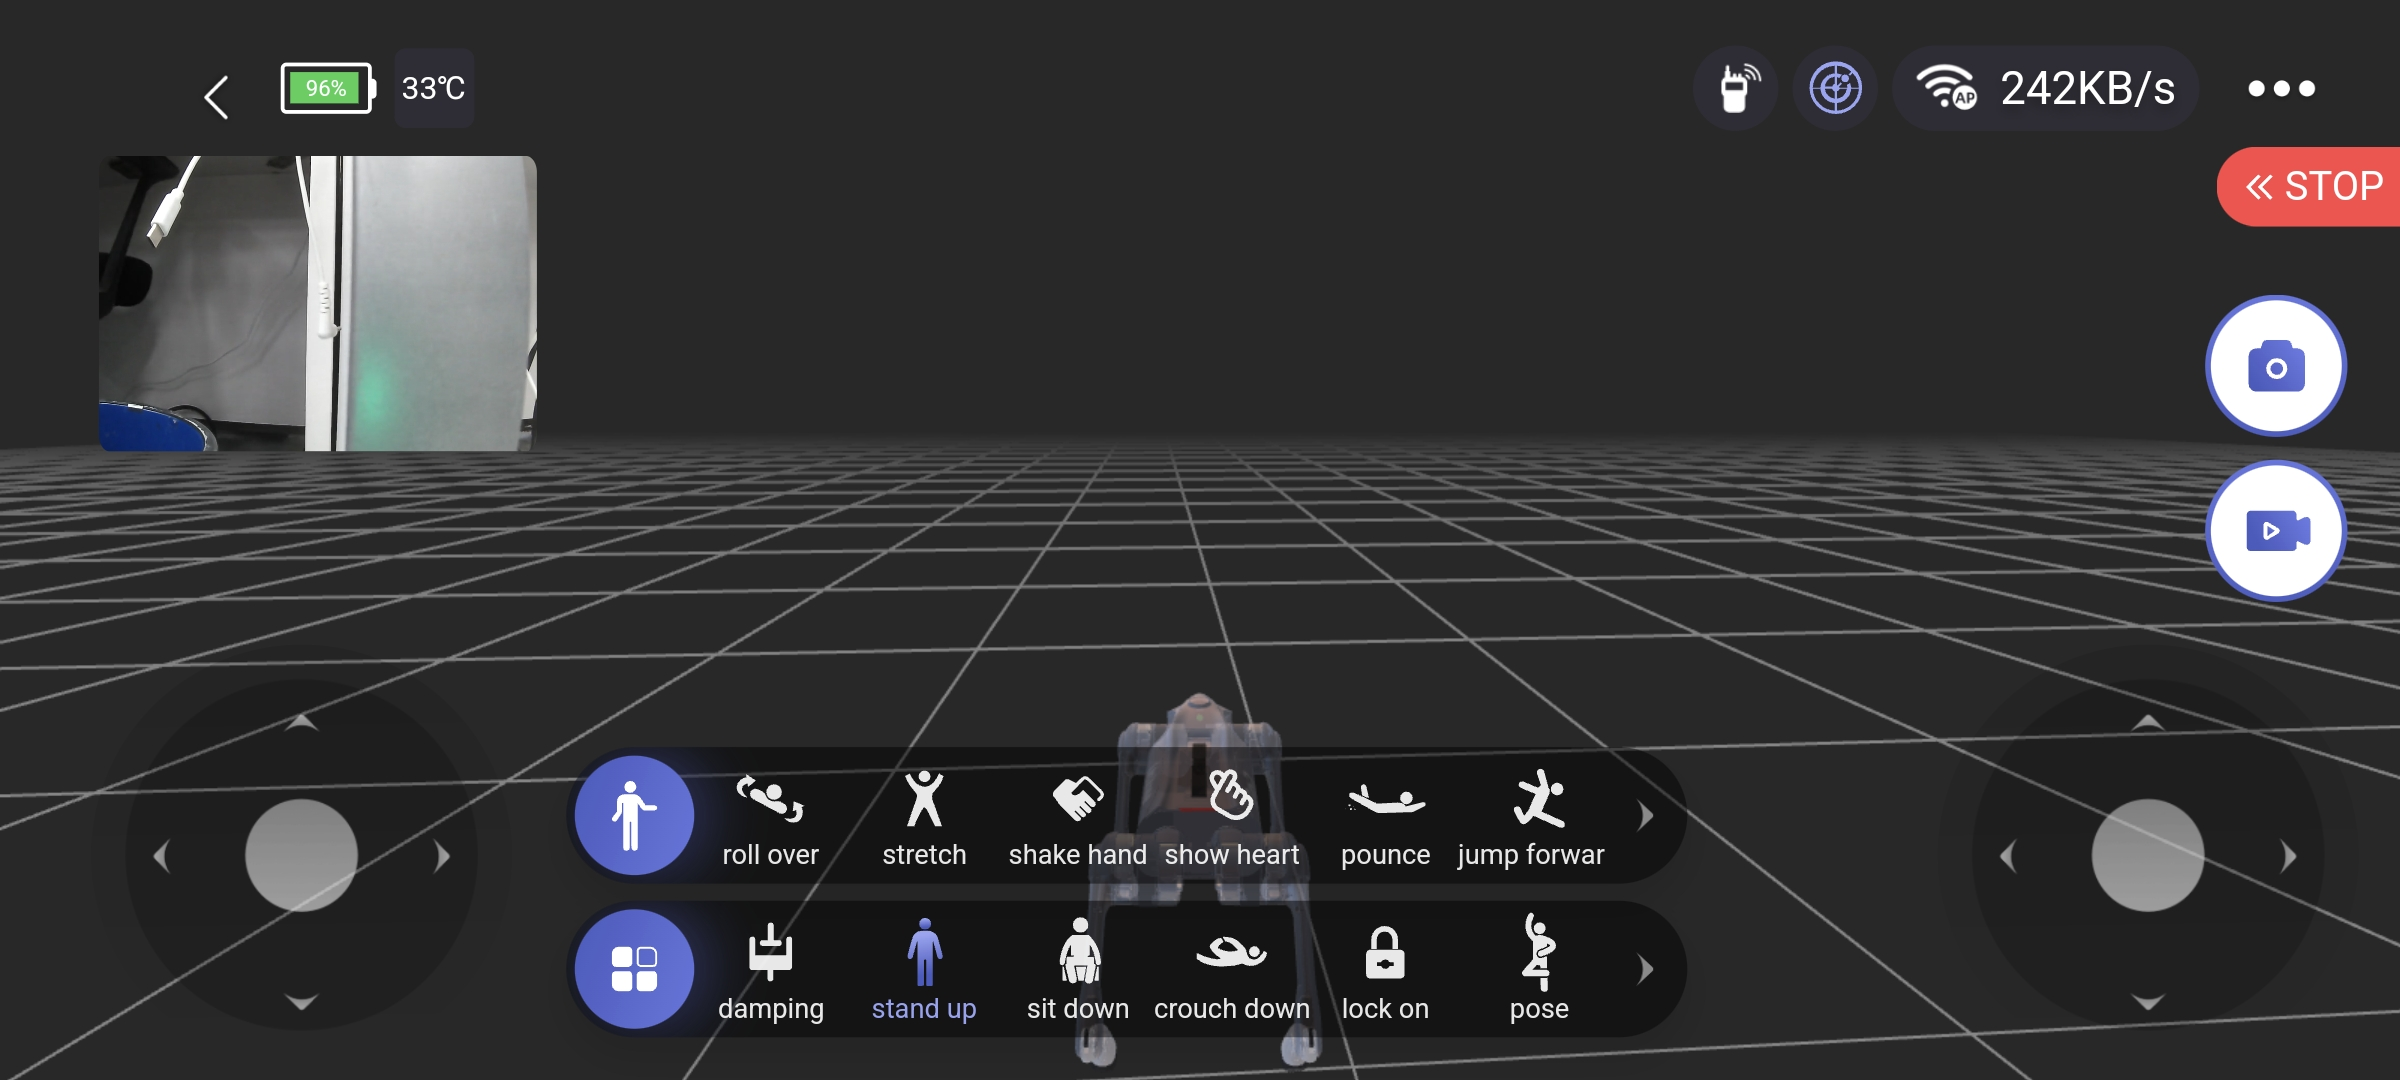 96%
33℃
AP
242KB/s
STOP
roll over
stretch
shake hand
show heart
pounce
jump forwar
damping
stand up
sit down
crouch down
lock on
pose